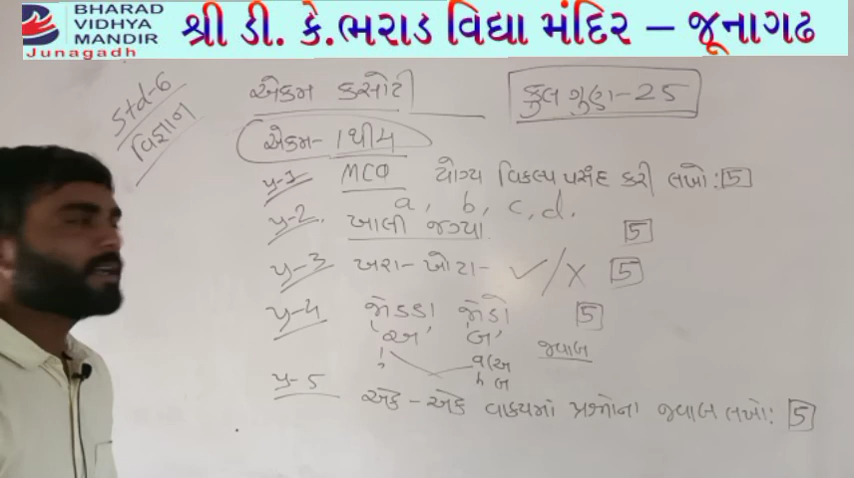 BHARAD
VIDHYA
MANDIR
Junagadh
શ્રી ડી. કે.ભરાડ વિદ્યા મંદિર – જૂનાગઢ
Std-6
વિજ્ઞાન
એકમ કસોટી
કુલ ગુણ-25
એકમ- 1થી4
પ્ર-1 MCQ યોગ્ય વિકલ્પ પસંદ કરી લખો: 5
a, b, c, d.
પ્ર-2. ખાલી જગ્યા 5
પ્ર-3 ખરા-ખોટા- ✓/X 5
પ્ર-4 જોડકા જોડો 5
'અ' 'બ' જવાબ
1 a અ
2 b બ
પ્ર-5 એક-એક વાક્યમાં પ્રશ્નોના જવાબ લખો: 5